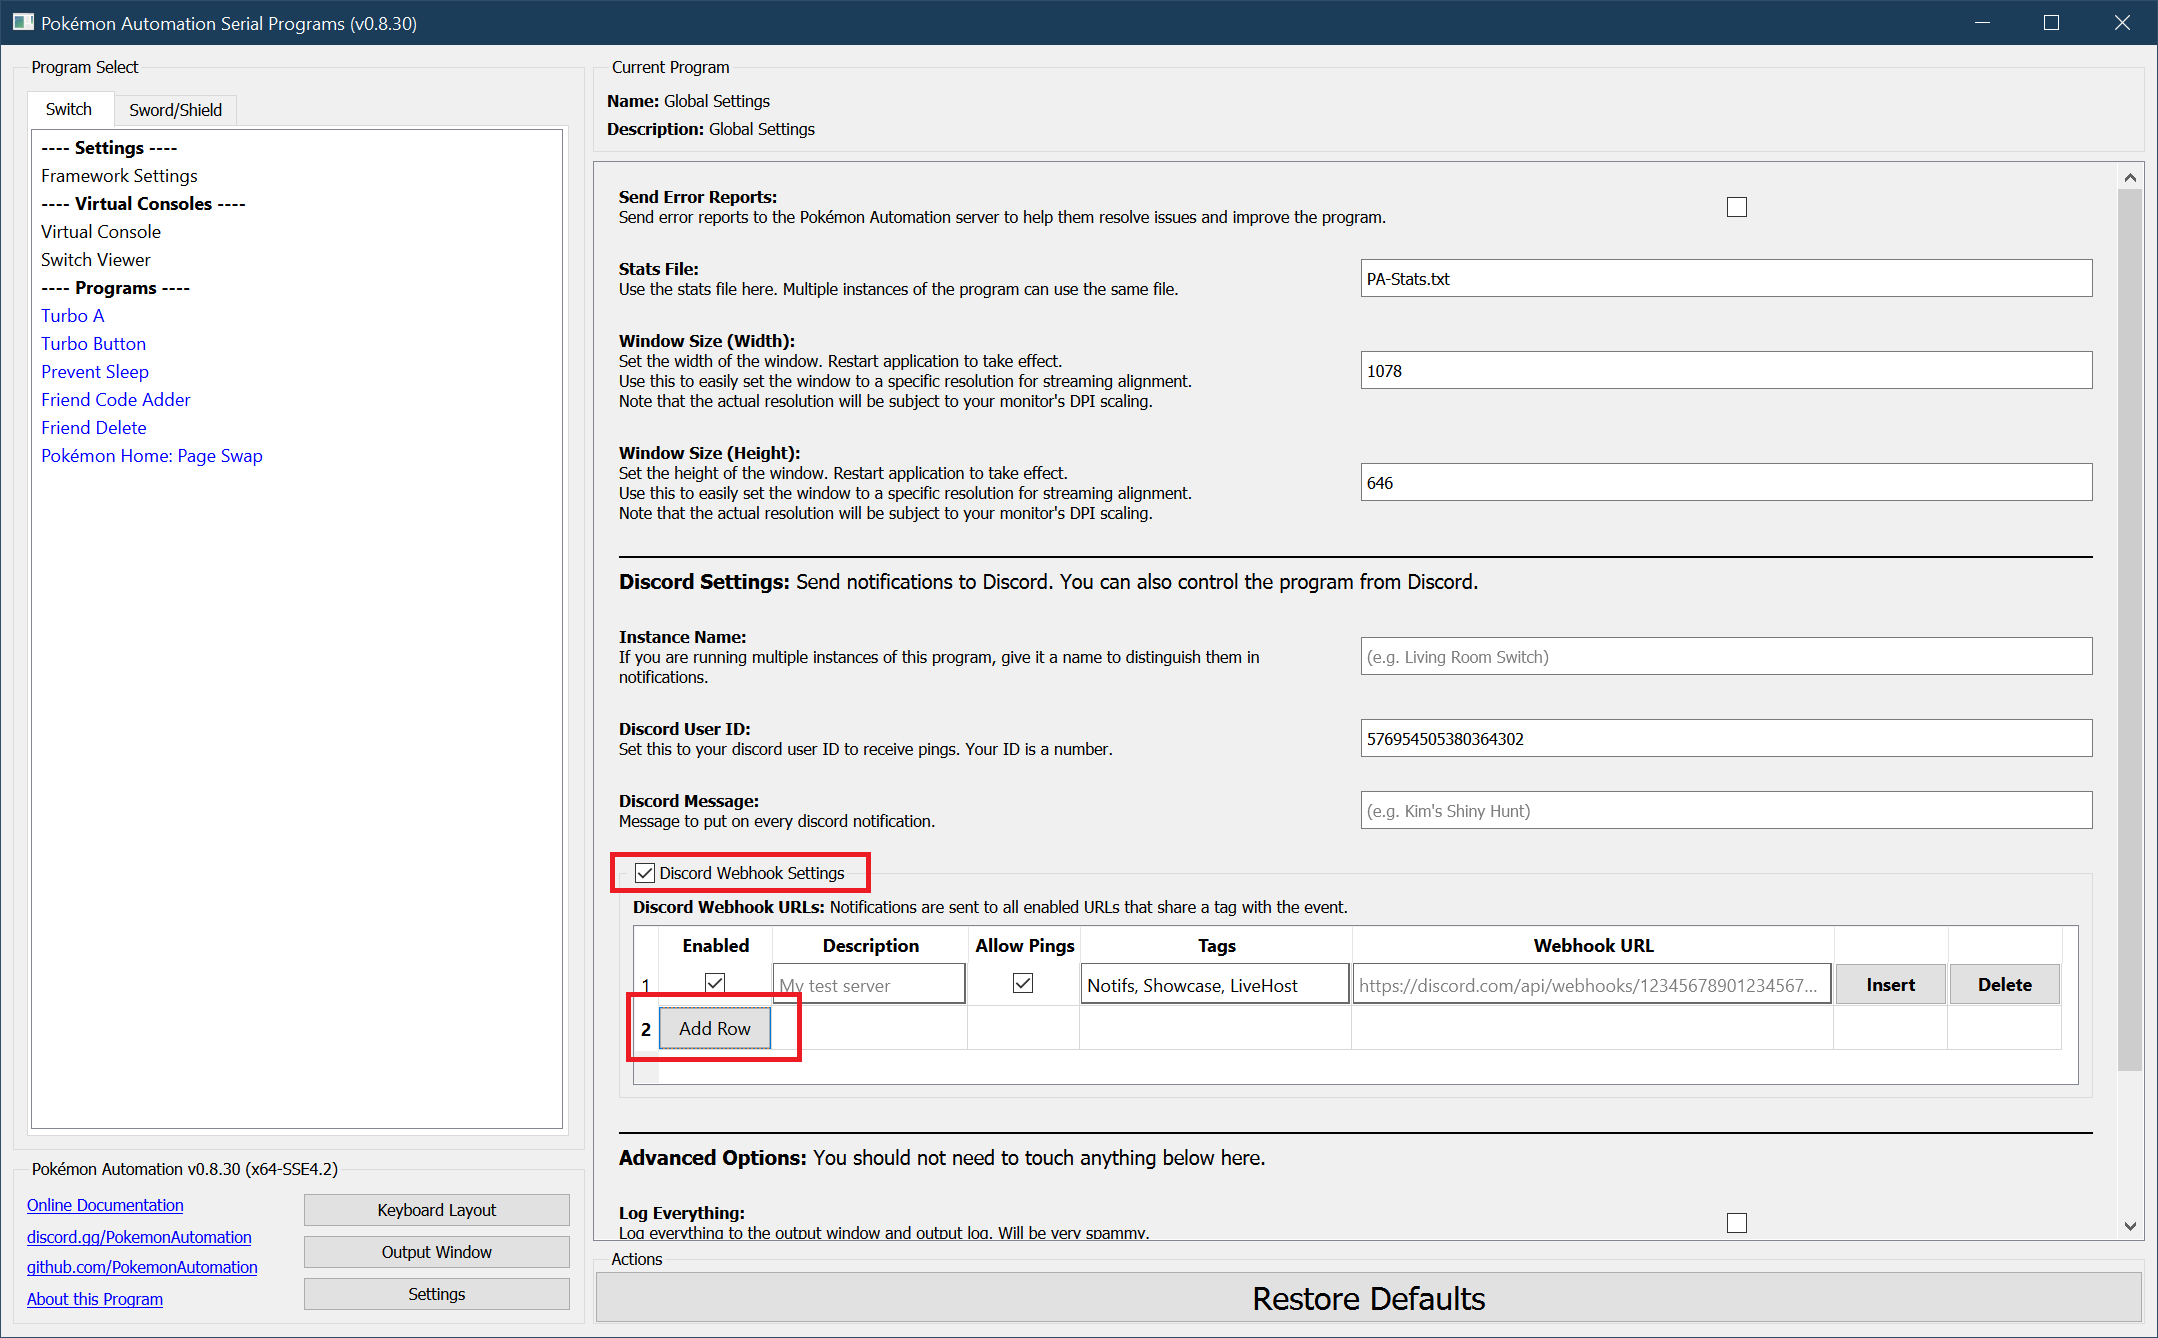 Pokémon Automation Serial Programs (v0.8.30)
Program Select
Switch
Sword/Shield
---- Settings ----
Framework Settings
---- Virtual Consoles ----
Virtual Console
Switch Viewer
---- Programs ----
Turbo A
Turbo Button
Prevent Sleep
Friend Code Adder
Friend Delete
Pokémon Home: Page Swap
Pokémon Automation v0.8.30 (x64-SSE4.2)
Online Documentation
discord.gg/PokemonAutomation
github.com/PokemonAutomation
About this Program
Keyboard Layout
Output Window
Settings
Current Program
Name: Global Settings
Description: Global Settings
Send Error Reports:
Send error reports to the Pokémon Automation server to help them resolve issues and improve the program.
Stats File:
Use the stats file here. Multiple instances of the program can use the same file.
PA-Stats.txt
Window Size (Width):
Set the width of the window. Restart application to take effect.
Use this to easily set the window to a specific resolution for streaming alignment.
Note that the actual resolution will be subject to your monitor's DPI scaling.
1078
Window Size (Height):
Set the height of the window. Restart application to take effect.
Use this to easily set the window to a specific resolution for streaming alignment.
Note that the actual resolution will be subject to your monitor's DPI scaling.
646
Discord Settings: Send notifications to Discord. You can also control the program from Discord.
Instance Name:
If you are running multiple instances of this program, give it a name to distinguish them in
notifications.
(e.g. Living Room Switch)
Discord User ID:
Set this to your discord user ID to receive pings. Your ID is a number.
576954505380364302
Discord Message:
Message to put on every discord notification.
(e.g. Kim's Shiny Hunt)
Discord Webhook Settings
Discord Webhook URLs: Notifications are sent to all enabled URLs that share a tag with the event.
Enabled Description Allow Pings Tags Webhook URL
1 My test server Notifs, Showcase, LiveHost https://discord.com/api/webhooks/12345678901234567... Insert Delete
2 Add Row
Advanced Options: You should not need to touch anything below here.
Log Everything:
Log everything to the output window and output log. Will be very spammy.
Actions
Restore Defaults